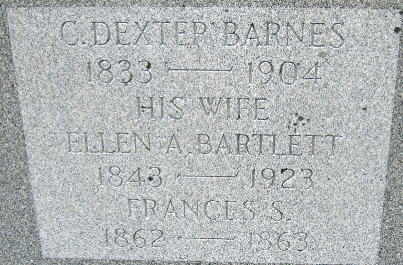 C. DEXTER BARNES
1833 — 1904
HIS WIFE
ELLEN A. BARTLETT
1843 — 1923
FRANCES S.
1862 — 1863